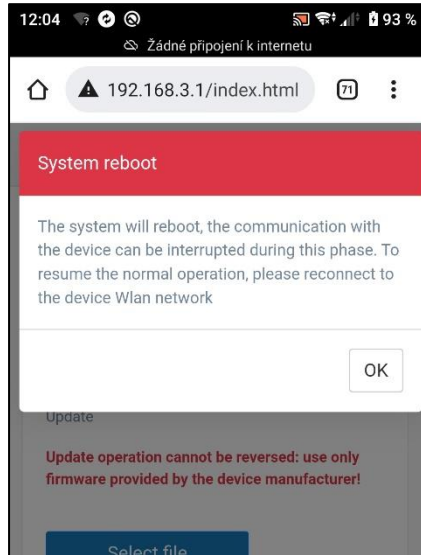 12:04 93 %
Žádné připojení k internetu
192.168.3.1/index.html 71
System reboot
The system will reboot, the communication with
the device can be interrupted during this phase. To
resume the normal operation, please reconnect to
the device Wlan network
OK
Update
Update operation cannot be reversed: use only
firmware provided by the device manufacturer!
Select file